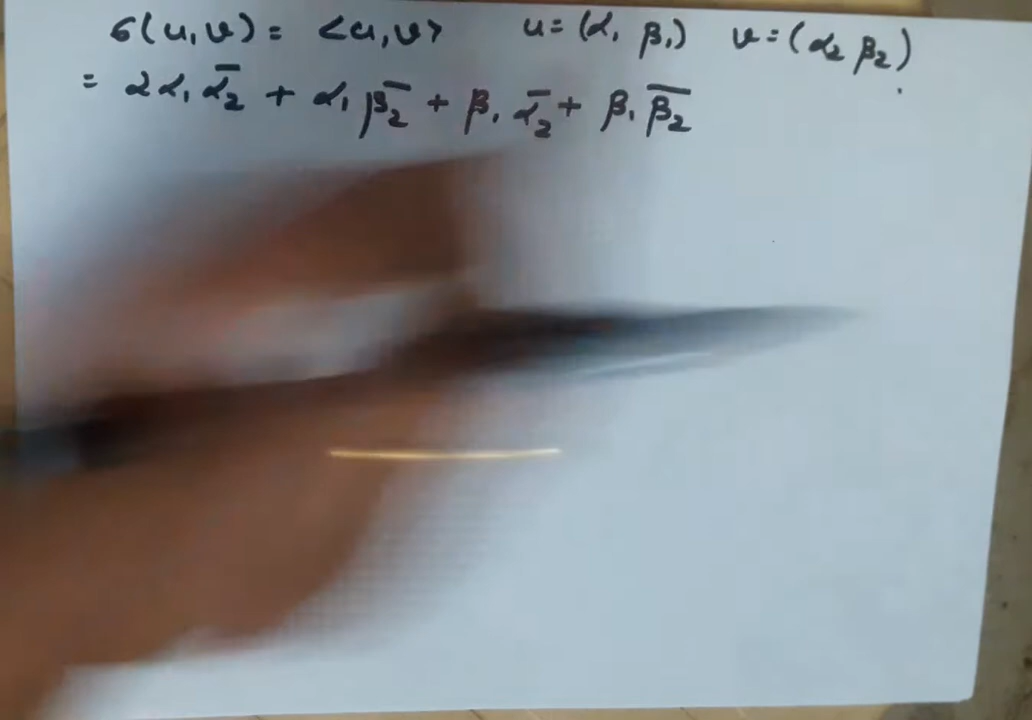 σ(u,v) = <u,v> u = (α₁ β₁) v = (α₂ β₂)
= 2α₁ᾱ₂ + α₁β̄₂ + β₁ᾱ₂ + β₁β̄₂